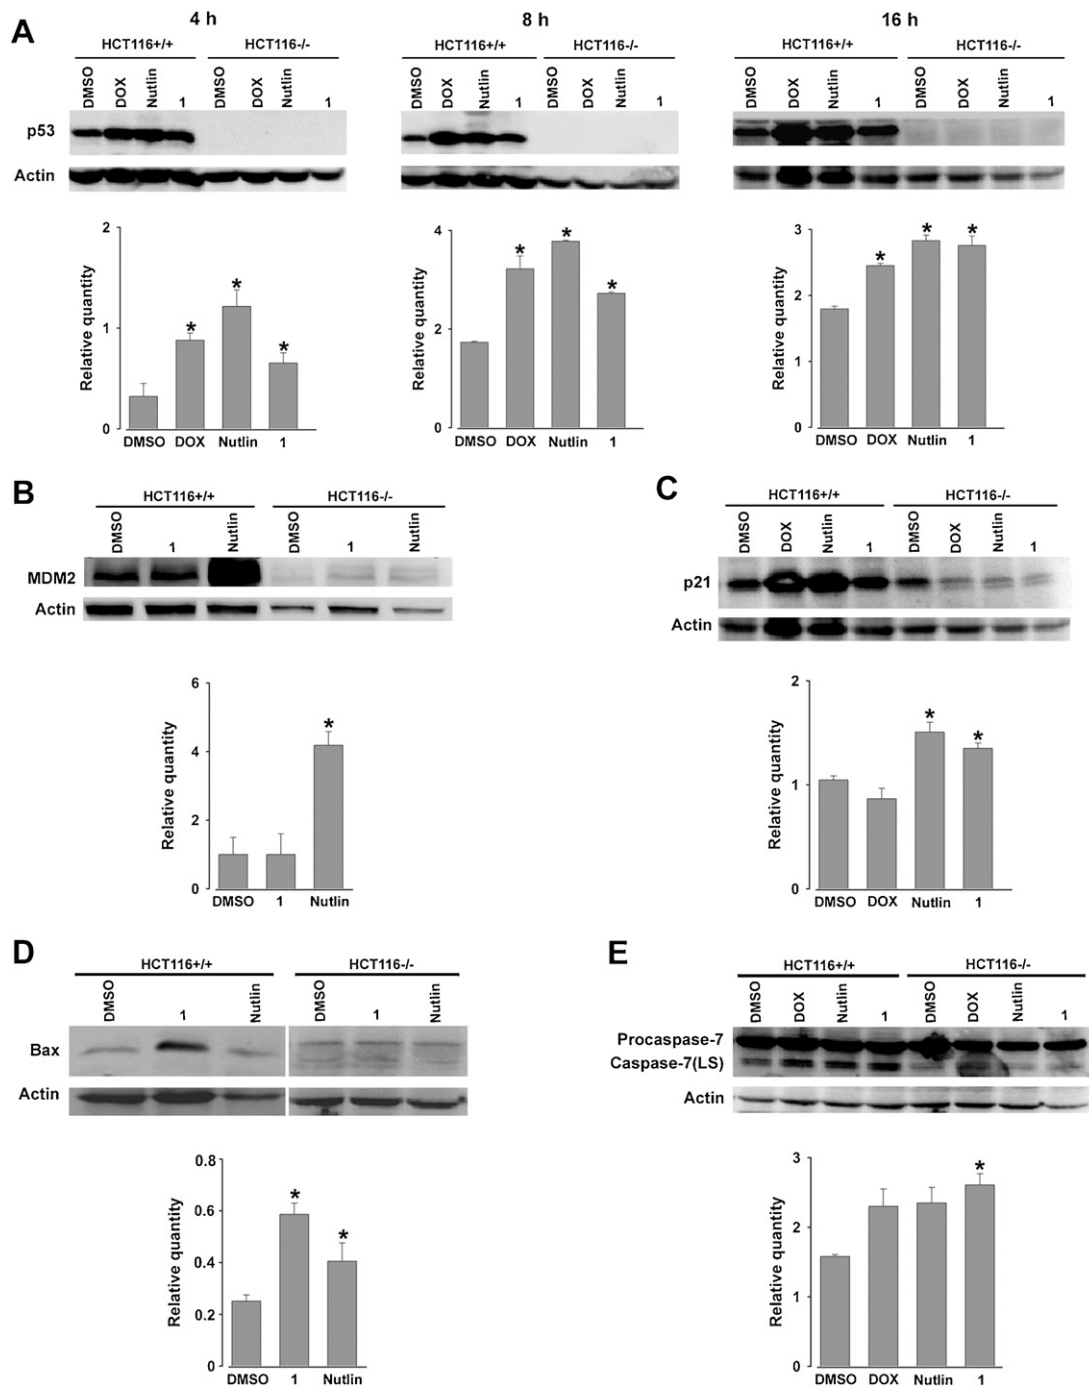 A
4 h
8 h
16 h
HCT116+/+ HCT116-/- HCT116+/+ HCT116-/- HCT116+/+ HCT116-/-
DMSO DOX Nutlin 1 DMSO DOX Nutlin 1 DMSO DOX Nutlin 1 DMSO DOX Nutlin 1 DMSO DOX Nutlin 1 DMSO DOX Nutlin 1
p53
Actin
Relative quantity
2
1
0
* * *
DMSO DOX Nutlin 1
Relative quantity
4
2
0
* * *
DMSO DOX Nutlin 1
Relative quantity
3
2
1
0
* * *
DMSO DOX Nutlin 1
B
HCT116+/+ HCT116-/-
DMSO 1 Nutlin DMSO 1 Nutlin
MDM2
Actin
Relative quantity
6
4
2
0
*
DMSO 1 Nutlin
C
HCT116+/+ HCT116-/-
DMSO DOX Nutlin 1 DMSO DOX Nutlin 1
p21
Actin
Relative quantity
2
1
0
* *
DMSO DOX Nutlin 1
D
HCT116+/+ HCT116-/-
DMSO 1 Nutlin DMSO 1 Nutlin
Bax
Actin
Relative quantity
0.8
0.6
0.4
0.2
0
* *
DMSO 1 Nutlin
E
HCT116+/+ HCT116-/-
DMSO DOX Nutlin 1 DMSO DOX Nutlin 1
Procaspase-7
Caspase-7(LS)
Actin
Relative quantity
3
2
1
0
*
DMSO DOX Nutlin 1